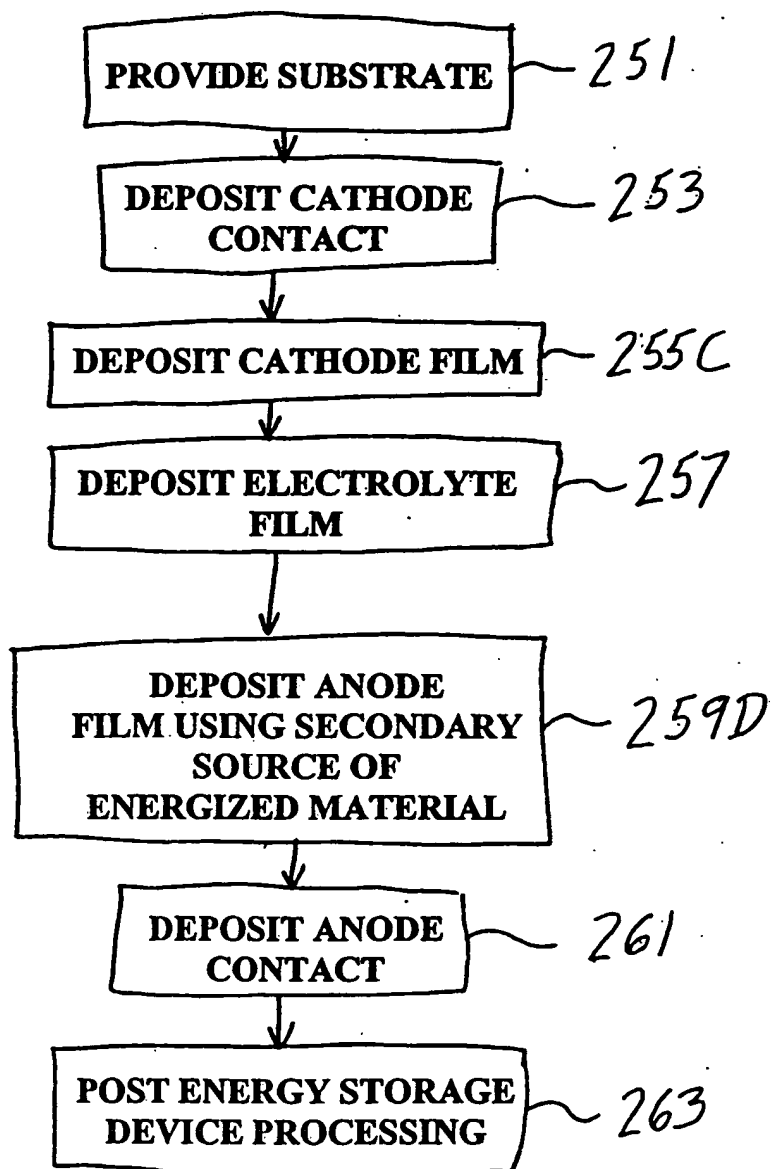 PROVIDE SUBSTRATE 251
DEPOSIT CATHODE
CONTACT
253
DEPOSIT CATHODE FILM 255C
DEPOSIT ELECTROLYTE
FILM
257
DEPOSIT ANODE
FILM USING SECONDARY
SOURCE OF
ENERGIZED MATERIAL
259D
DEPOSIT ANODE
CONTACT
261
POST ENERGY STORAGE
DEVICE PROCESSING
263